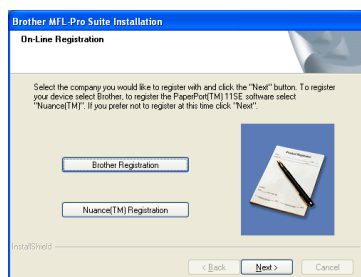 Brother MFL-Pro Suite Installation
On-Line Registration
Select the company you would like to register with and click the "Next" button. To register
your device select Brother, to register the PaperPort(TM) 11SE software select
"Nuance(TM)". If you prefer not to register at this time click "Next".
Brother Registration
Nuance(TM) Registration
InstallShield
< Back Next > Cancel